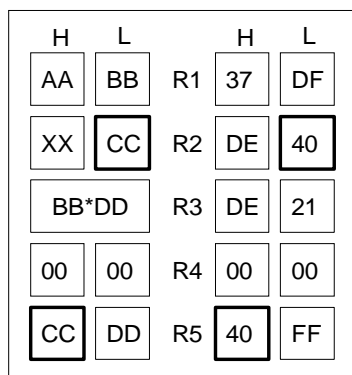 H L H L
AA BB R1 37 DF
XX CC R2 DE 40
BB*DD R3 DE 21
00 00 R4 00 00
CC DD R5 40 FF